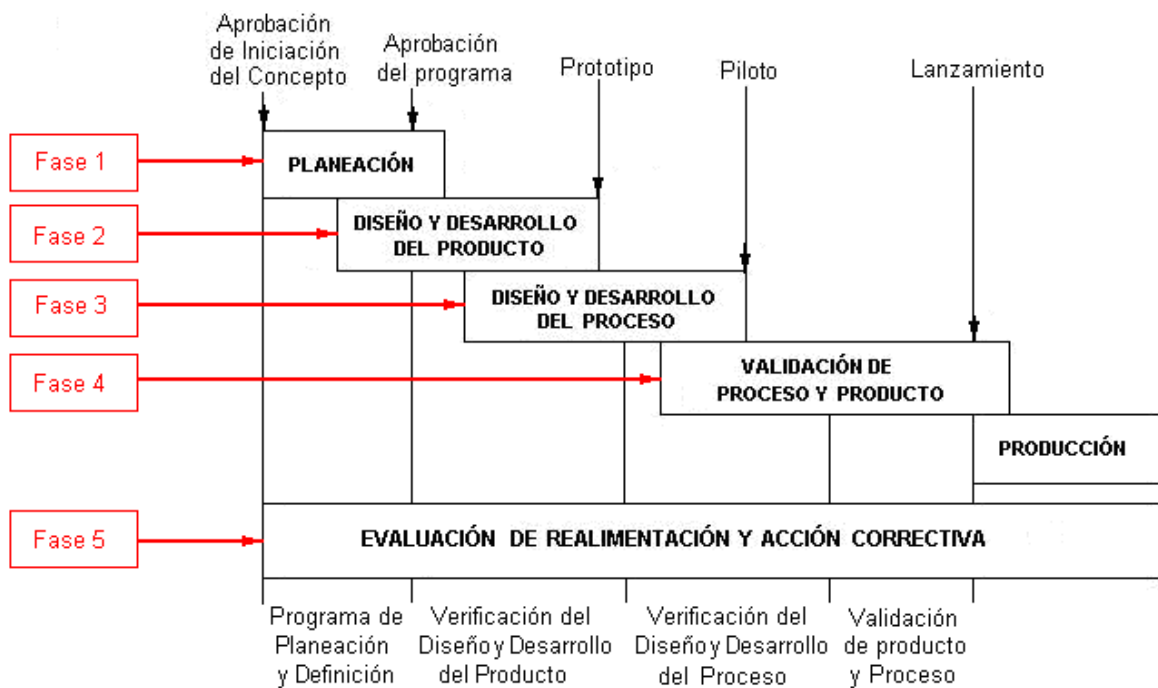 Aprobación
de Iniciación
del Concepto
Aprobación
del programa
Prototipo
Piloto
Lanzamiento
Fase 1
PLANEACIÓN
Fase 2
DISEÑO Y DESARROLLO
DEL PRODUCTO
Fase 3
DISEÑO Y DESARROLLO
DEL PROCESO
Fase 4
VALIDACIÓN DE
PROCESO Y PRODUCTO
PRODUCCIÓN
Fase 5
EVALUACIÓN DE REALIMENTACIÓN Y ACCIÓN CORRECTIVA
Programa de
Planeación
y Definición
Verificación del
Diseño y Desarrollo
del Producto
Verificación del
Diseño y Desarrollo
del Proceso
Validación
de producto
y Proceso